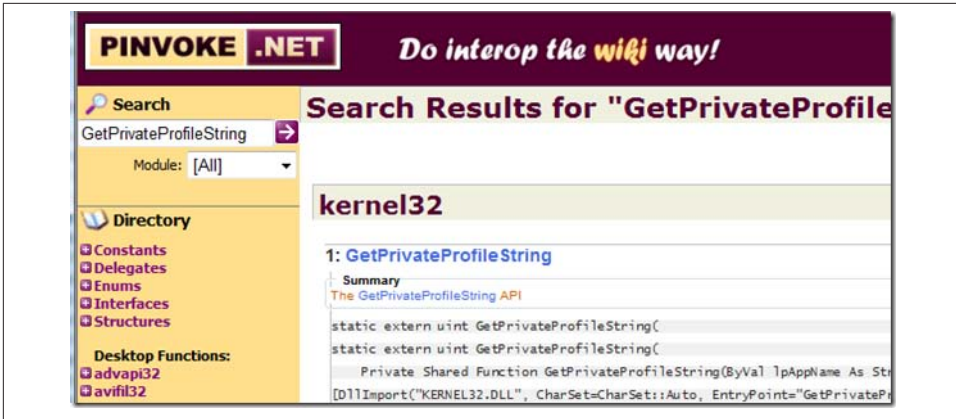 PINVOKE .NET
Do interop the wiki way!
Search
GetPrivateProfileString
Module: [All]
Directory
Constants
Delegates
Enums
Interfaces
Structures
Desktop Functions:
advapi32
avifil32
Search Results for "GetPrivateProfile
kernel32
1: GetPrivateProfileString
Summary
The GetPrivateProfileString API
static extern uint GetPrivateProfileString(
static extern uint GetPrivateProfileString(
Private Shared Function GetPrivateProfileString(ByVal lpAppName As Str
[DllImport("KERNEL32.DLL", CharSet=CharSet::Auto, EntryPoint="GetPrivatePr